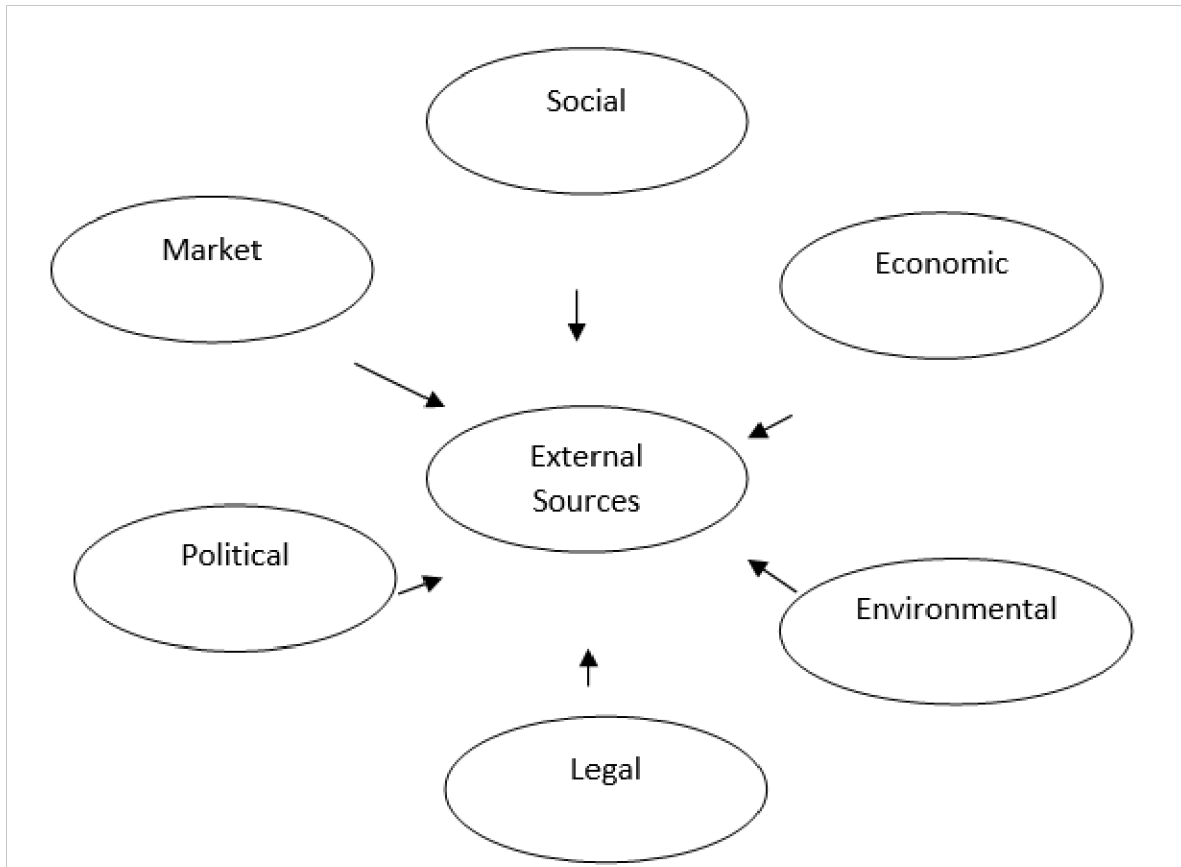 Social
Market
Economic
External
Sources
Political
Environmental
Legal